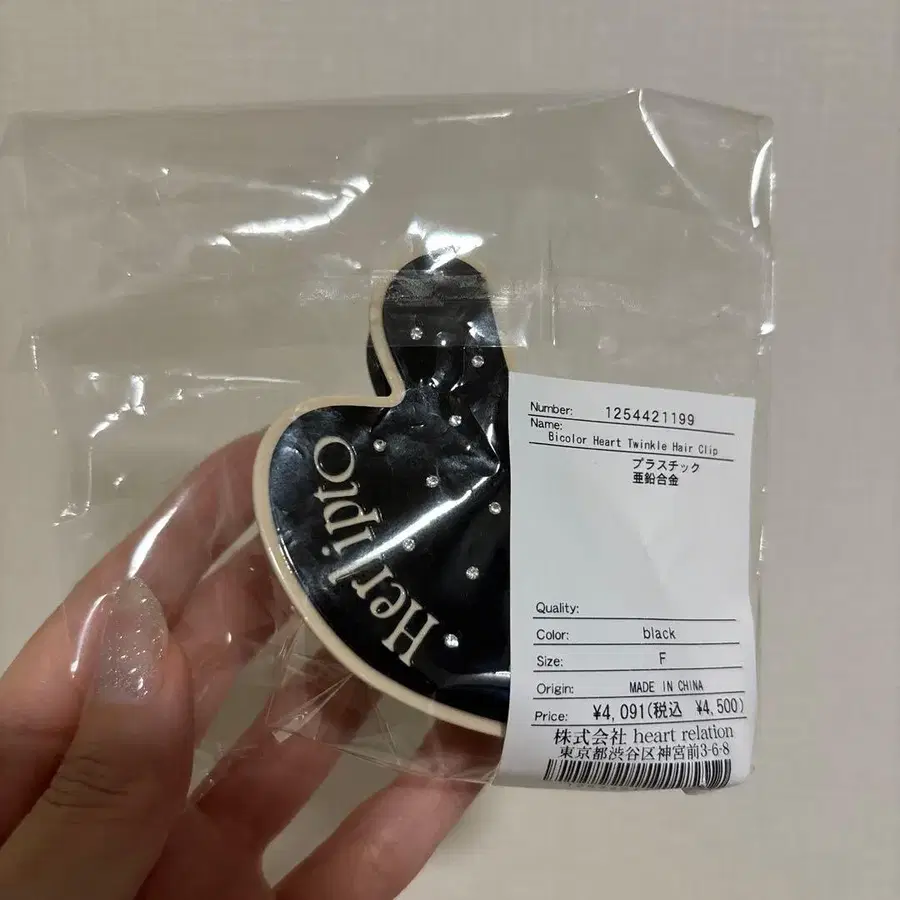 Her lipto
Number: 1254421199
Name:
Bicolor Heart Twinkle Hair Clip
プラスチック
亜鉛合金
Quality:
Color: black
Size: F
Origin: MADE IN CHINA
Price: ¥4,091(税込 ¥4,500)
株式会社 heart relation
東京都渋谷区神宮前3-6-8